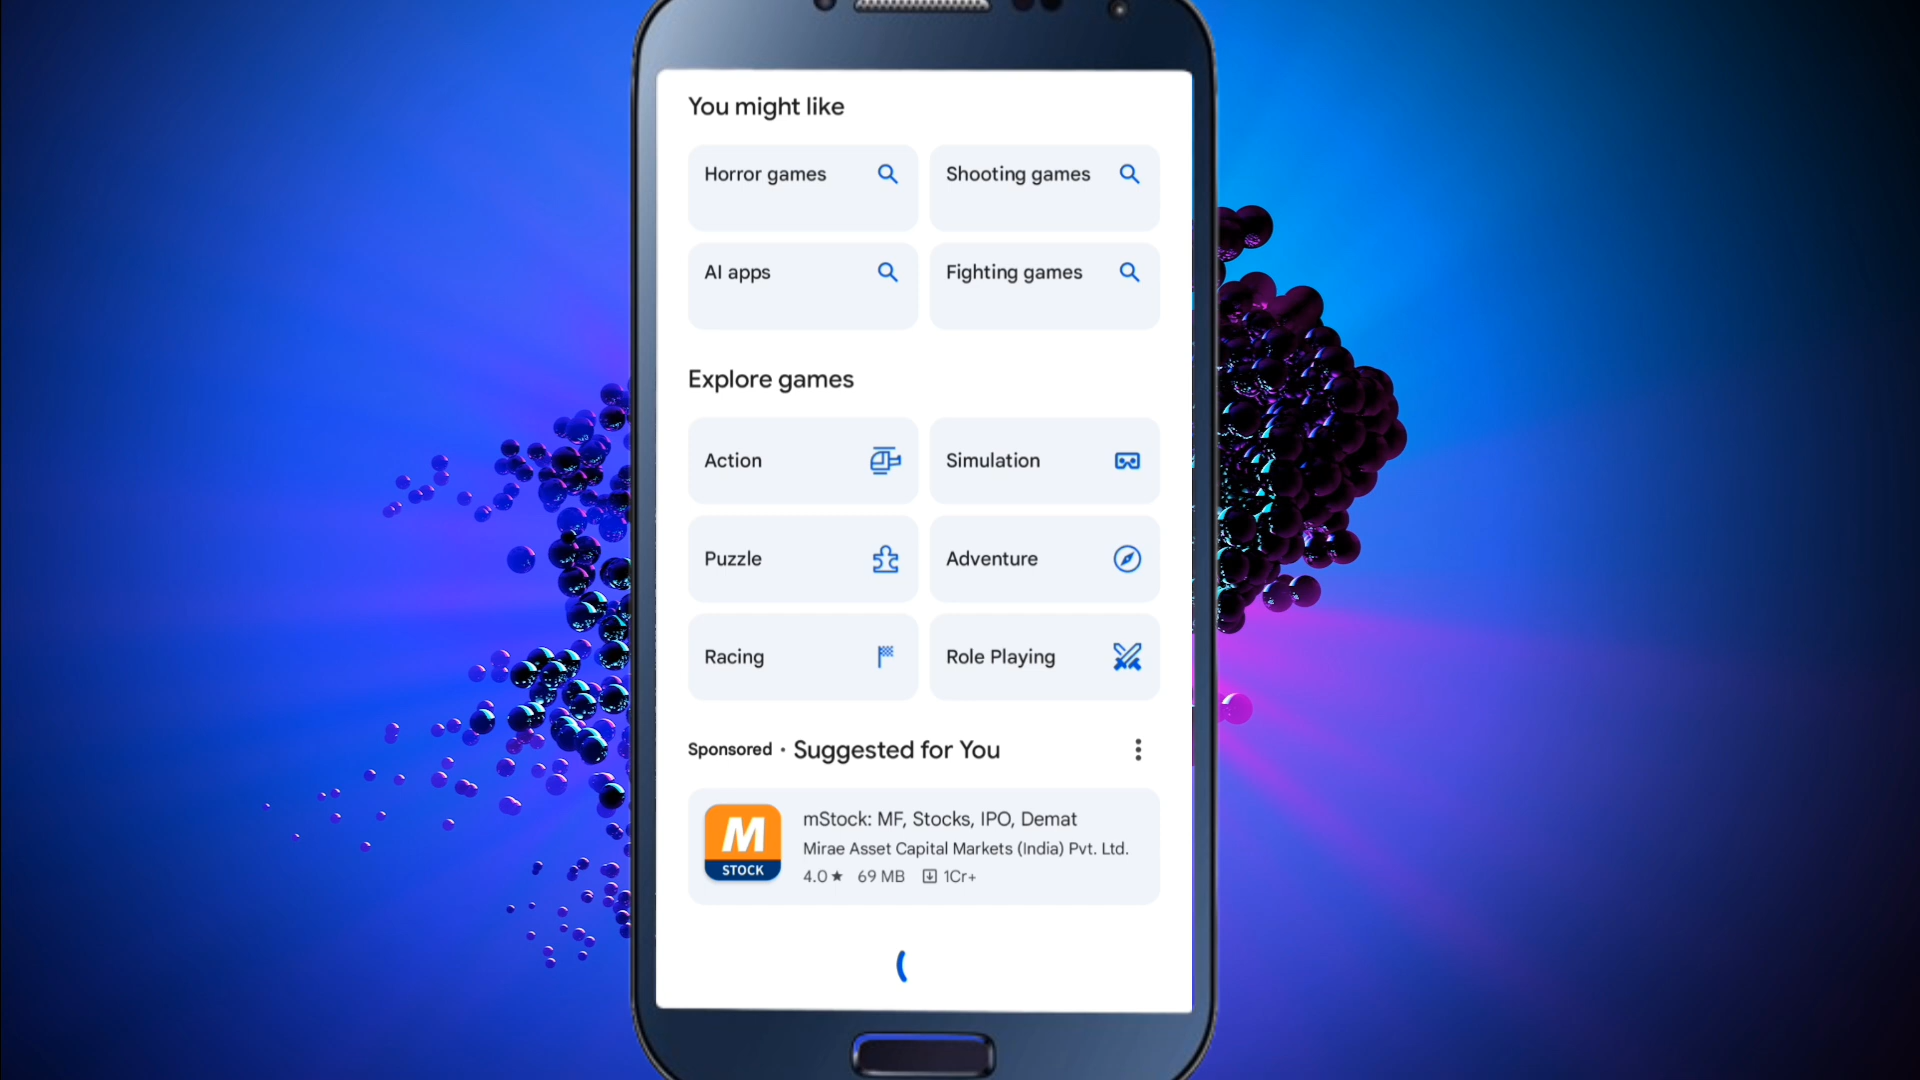 You might like
Horror games
Shooting games
AI apps
Fighting games
Explore games
Action
Simulation
Puzzle
Adventure
Racing
Role Playing
Sponsored • Suggested for You
M
STOCK
mStock: MF, Stocks, IPO, Demat
Mirae Asset Capital Markets (India) Pvt. Ltd.
4.0★ 69 MB 1Cr+